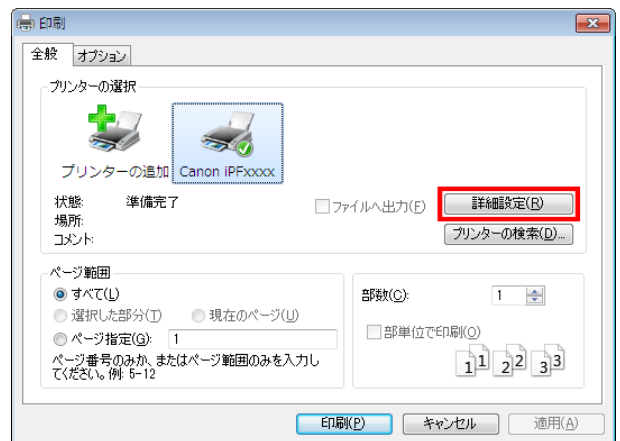 印刷
全般 オプション
プリンターの選択
プリンターの追加 Canon iPFxxxx
状態: 準備完了
場所:
コメント:
ファイルへ出力(F)
詳細設定(R)
プリンターの検索(D)...
ページ範囲
すべて(L)
選択した部分(T) 現在のページ(U)
ページ指定(G): 1
ページ番号のみか、またはページ範囲のみを入力し
てください。例: 5-12
部数(C): 1
部単位で印刷(O)
11 22 33
印刷(P) キャンセル 適用(A)